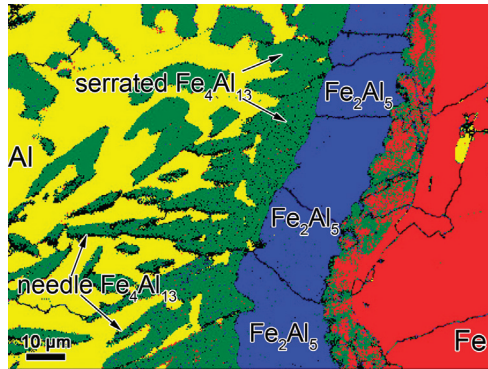 serrated Fe₄Al₁₃
Fe₂Al₅
Al
Fe₂Al₅
needle Fe₄Al₁₃
Fe₂Al₅
Fe
10 μm